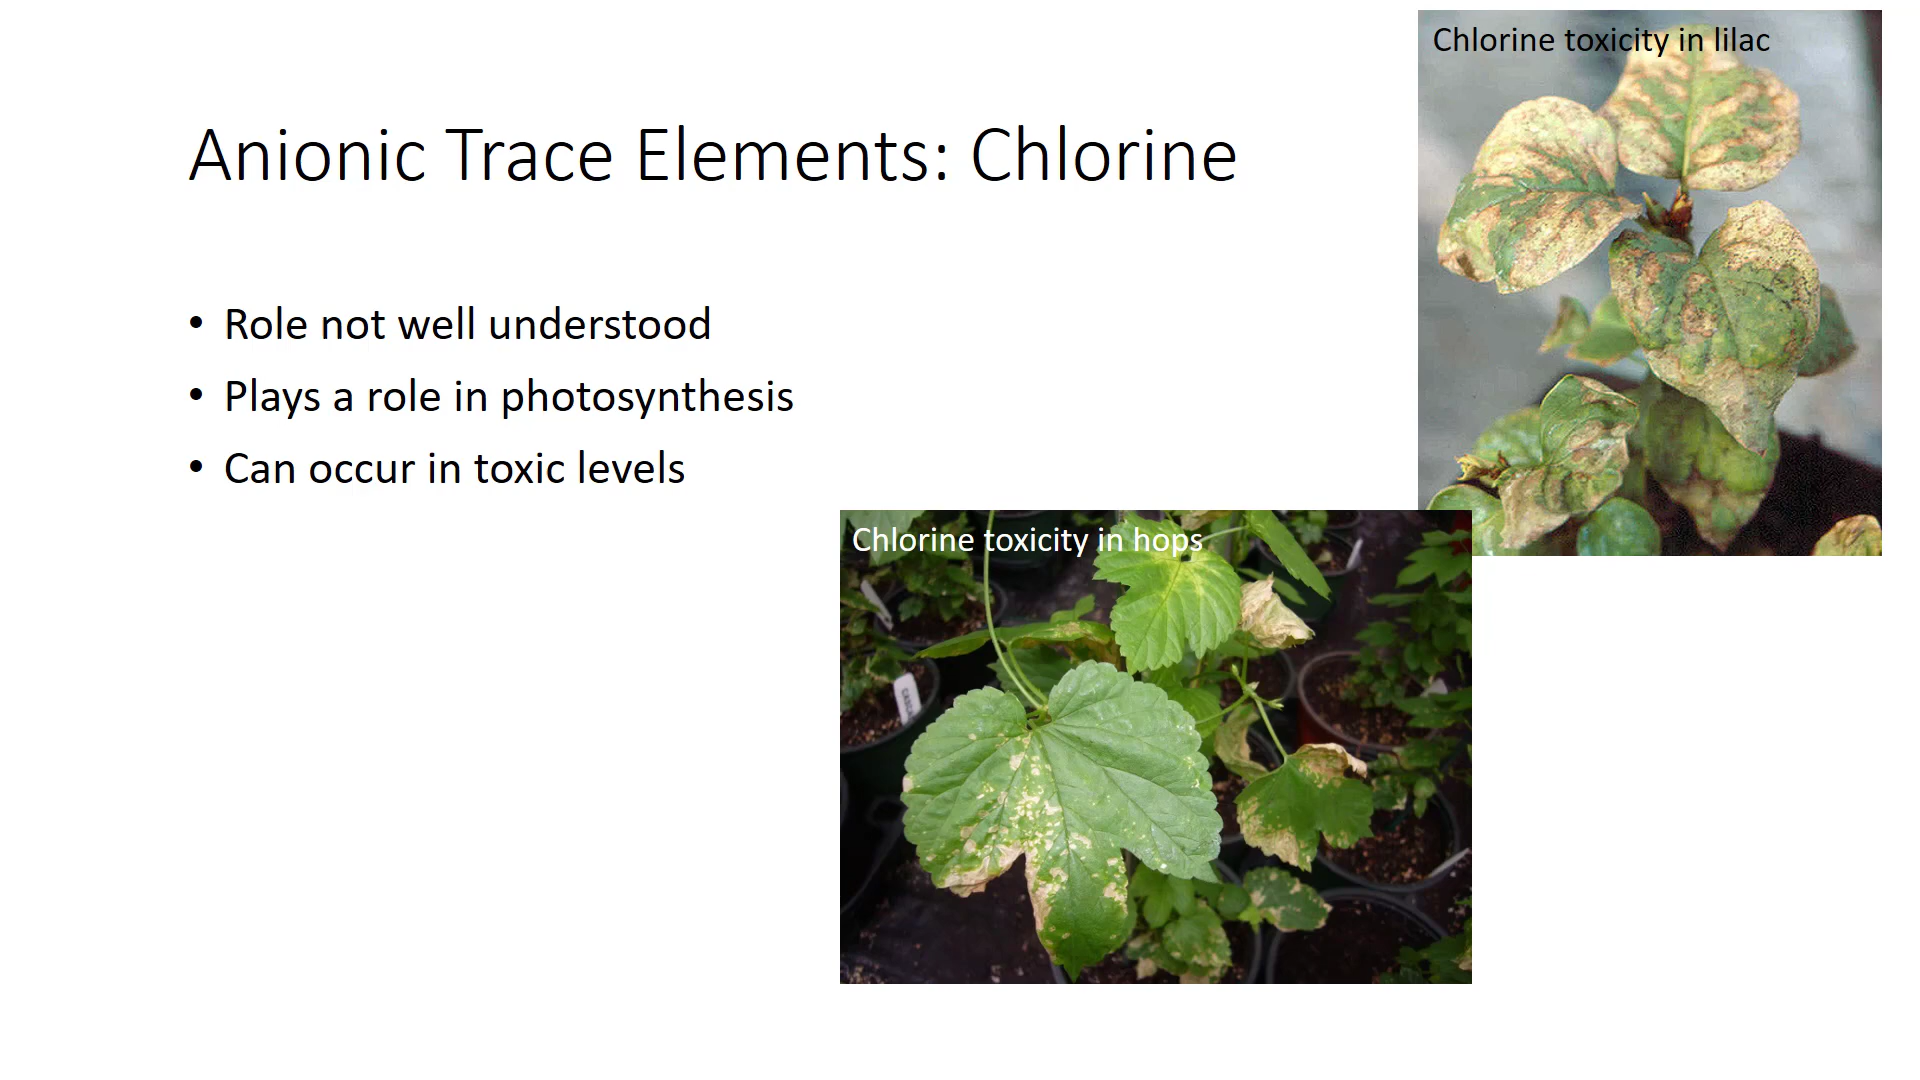 Chlorine toxicity in lilac
Anionic Trace Elements: Chlorine
• Role not well understood
• Plays a role in photosynthesis
• Can occur in toxic levels
Chlorine toxicity in hops